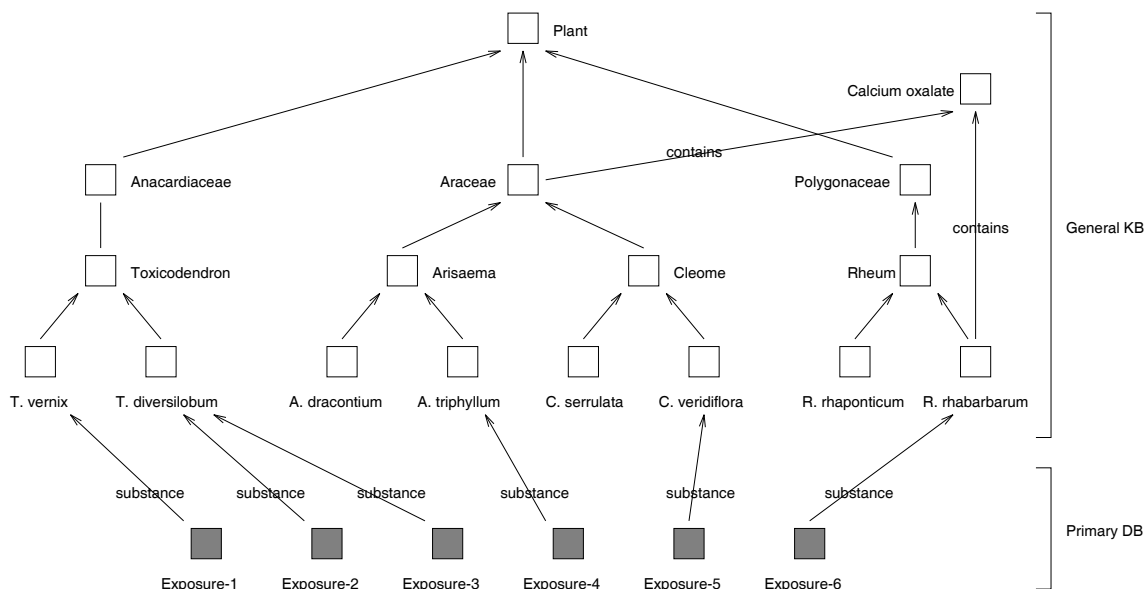 Plant
Calcium oxalate
contains
Anacardiaceae
Araceae
Polygonaceae
contains
General KB
Toxicodendron
Arisaema
Cleome
Rheum
T. vernix
T. diversilobum
A. dracontium
A. triphyllum
C. serrulata
C. veridiflora
R. rhaponticum
R. rhabarbarum
substance
substance
substance
substance
substance
substance
Primary DB
Exposure-1
Exposure-2
Exposure-3
Exposure-4
Exposure-5
Exposure-6